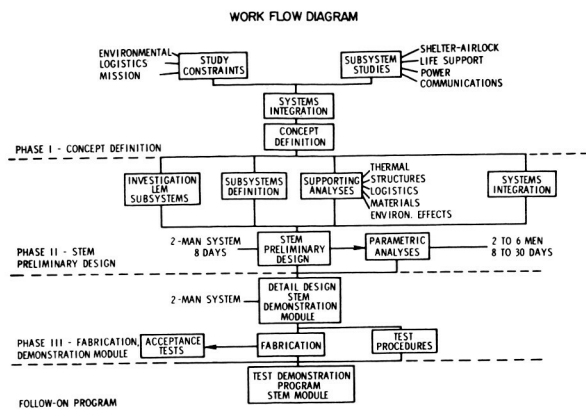 WORK FLOW DIAGRAM
ENVIRONMENTAL
LOGISTICS
MISSION
STUDY
CONSTRAINTS
SUBSYSTEM
STUDIES
SHELTER-AIRLOCK
LIFE SUPPORT
POWER
COMMUNICATIONS
SYSTEMS
INTEGRATION
CONCEPT
DEFINITION
PHASE I - CONCEPT DEFINITION
INVESTIGATION
LEM
SUBSYSTEMS
SUBSYSTEMS
DEFINITION
SUPPORTING
ANALYSES
THERMAL
STRUCTURES
LOGISTICS
MATERIALS
ENVIRON. EFFECTS
SYSTEMS
INTEGRATION
2-MAN SYSTEM
8 DAYS
STEM
PRELIMINARY
DESIGN
PARAMETRIC
ANALYSES
2 TO 6 MEN
8 TO 30 DAYS
PHASE II - STEM
PRELIMINARY DESIGN
2-MAN SYSTEM
DETAIL DESIGN
STEM
DEMONSTRATION
MODULE
PHASE III - FABRICATION,
DEMONSTRATION MODULE
ACCEPTANCE
TESTS
FABRICATION
TEST
PROCEDURES
TEST DEMONSTRATION
PROGRAM
STEM MODULE
FOLLOW-ON PROGRAM